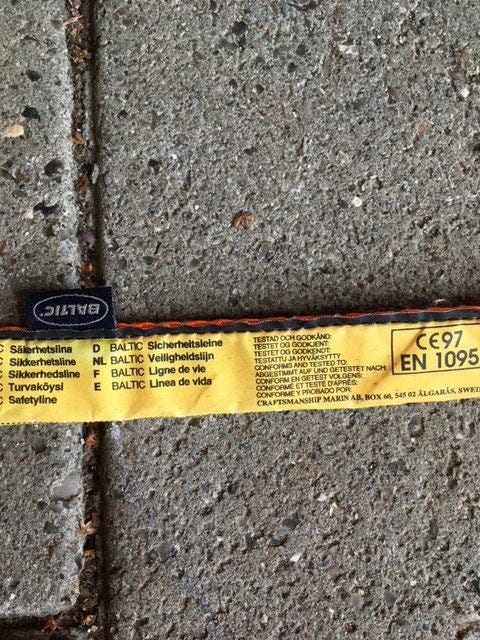 BALTIC
C Säkerhetslina
C Sikkerhetsline
C Sikkerhedsline
C Turvaköysi
C Safetyline
D BALTIC Sicherheitsleine
NL BALTIC Veiligheidslijn
F BALTIC Ligne de vie
E BALTIC Linea de vida
TESTAD OCH GODKÄND:
TESTET OG GODKJENT:
TESTET OG GODKENDT:
TESTATTU JA HYVÄKSYTTY
CONFORMS AND TESTED TO:
ABGESTIMMT AUF UND GETESTET NACH:
CONFORM EN GETEST VOLGENS:
CONFORME ET TESTÉ D'APRÈS:
CONFORME Y PROBADO POR:
CRAFTSMANSHIP MARIN AB, BOX 60, 545 02 ÄLGARÅS, SWED
CE97
EN 1095